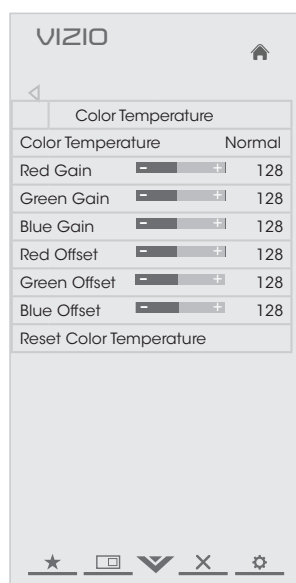 VIZIO
Color Temperature
Color Temperature Normal
Red Gain - + 128
Green Gain - + 128
Blue Gain - + 128
Red Offset - + 128
Green Offset - + 128
Blue Offset - + 128
Reset Color Temperature